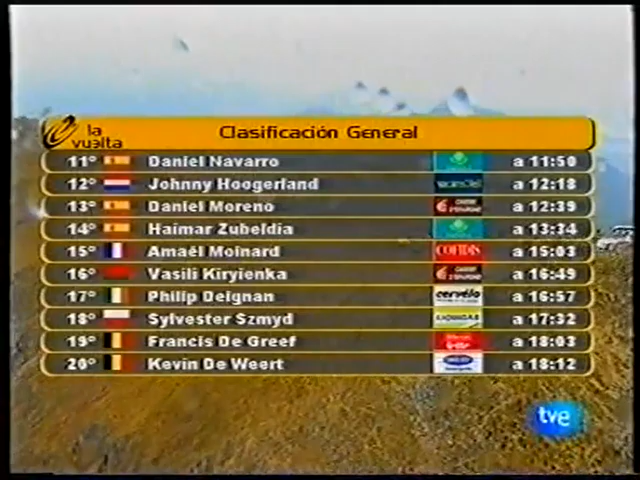 la vuelta
Clasificación General
11° Daniel Navarro a 11:50
12° Johnny Hoogerland a 12:18
13° Daniel Moreno a 12:39
14° Haimar Zubeldia a 13:34
15° Amaël Moinard COFIDIS a 15:03
16° Vasili Kiryienka a 16:49
17° Philip Deignan cervélo a 16:57
18° Sylvester Szmyd a 17:32
19° Francis De Greef a 18:03
20° Kevin De Weert a 18:12
tve